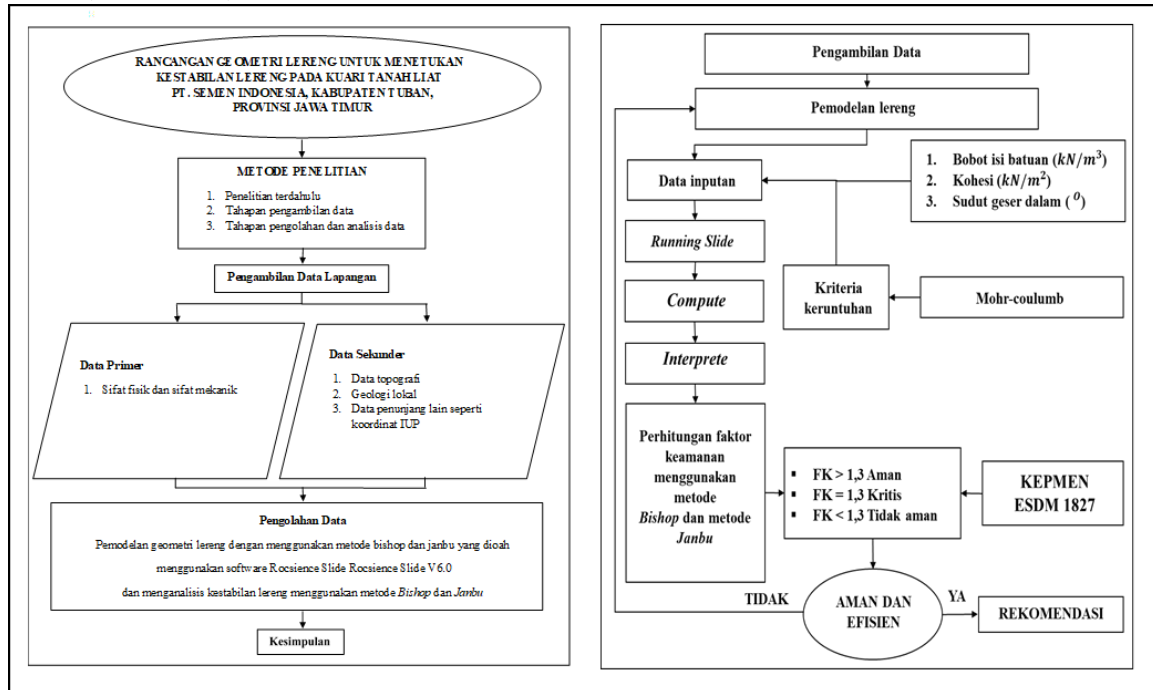 RANCANGAN GEOMETRI LERENG UNTUK MENETUKAN
KESTABILAN LERENG PADA KUARI TANAH LIAT
PT. SEMEN INDONESIA, KABUPATEN TUBAN,
PROVINSI JAWA TIMUR
METODE PENELITIAN
1. Penelitian terdahulu
2. Tahapan pengambilan data
3. Tahapan pengolahan dan analisis data
Pengambilan Data Lapangan
Data Primer
1. Sifat fisik dan sifat mekanik
Data Sekunder
1. Data topografi
2. Geologi lokal
3. Data penunjang lain seperti
koordinat IUP
Pengolahan Data
Pemodelan geometri lereng dengan menggunakan metode bishop dan janbu yang dioah
menggunakan software Rocsience Slide Rocsience Slide V 6.0
dan menganalisis kestabilan lereng menggunakan metode Bishop dan Janbu
Kesimpulan
Pengambilan Data
Pemodelan lereng
Data inputan
1. Bobot isi batuan (kN/m³)
2. Kohesi (kN/m²)
3. Sudut geser dalam ( ⁰)
Running Slide
Compute
Kriteria
keruntuhan
Mohr-coulumb
Interprete
Perhitungan faktor
keamanan
menggunakan
metode
Bishop dan metode
Janbu
▪ FK > 1,3 Aman
▪ FK = 1,3 Kritis
▪ FK < 1,3 Tidak aman
KEPMEN
ESDM 1827
TIDAK
AMAN DAN
EFISIEN
YA
REKOMENDASI